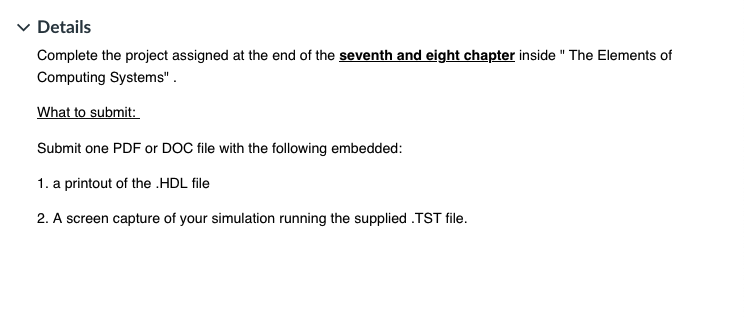 Details
Complete the project assigned at the end of the seventh and eight chapter inside " The Elements of
Computing Systems" .
What to submit:
Submit one PDF or DOC file with the following embedded:
1. a printout of the .HDL file
2. A screen capture of your simulation running the supplied .TST file.